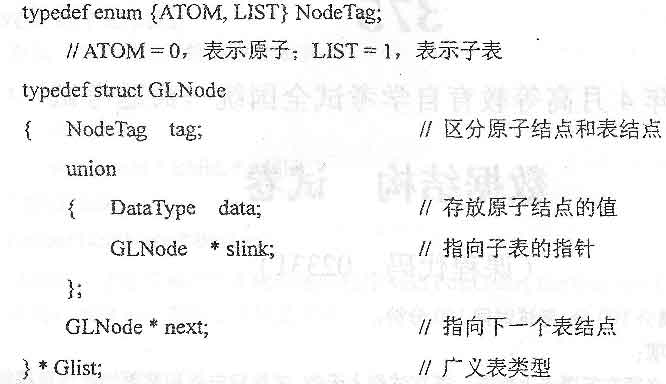 typedef enum {ATOM, LIST} NodeTag;
// ATOM = 0，表示原子；LIST = 1，表示子表
typedef struct GLNode
{ NodeTag tag; // 区分原子结点和表结点
union
{ DataType data; // 存放原子结点的值
GLNode * slink; // 指向子表的指针
};
GLNode * next; // 指向下一个表结点
} * Glist; // 广义表类型